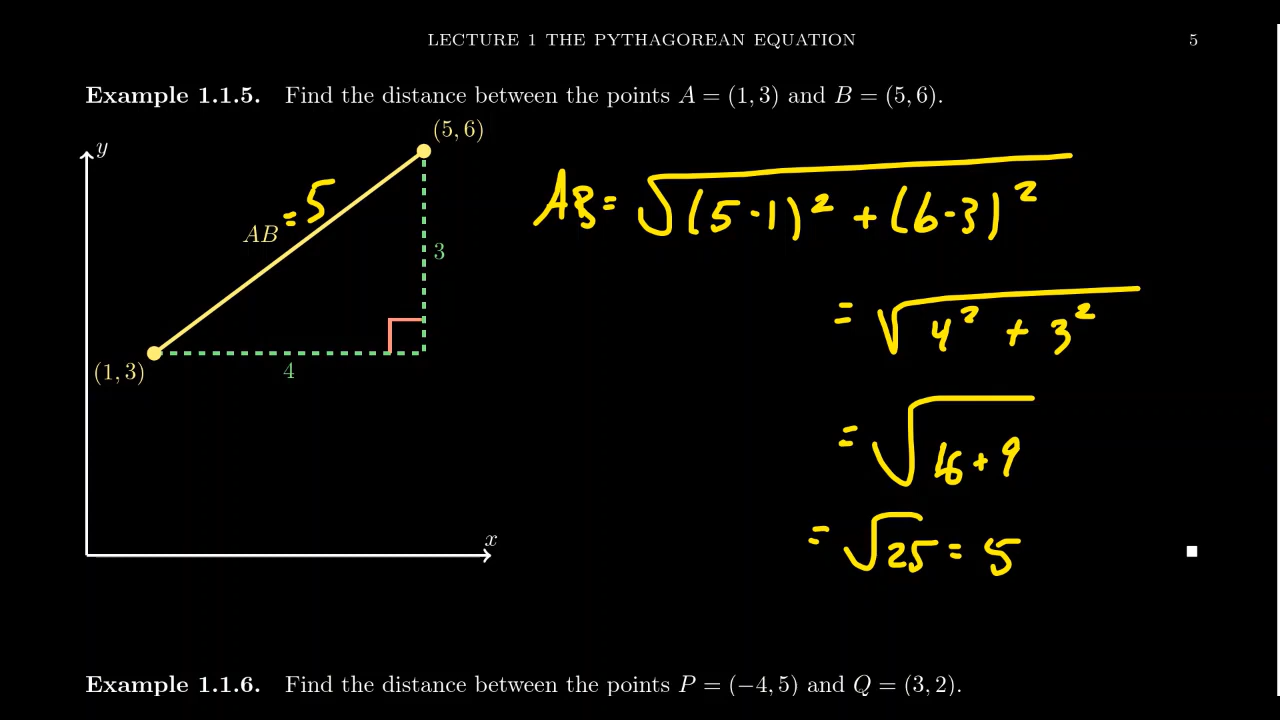 LECTURE 1 THE PYTHAGOREAN EQUATION 5
Example 1.1.5. Find the distance between the points A = (1, 3) and B = (5, 6).
(5, 6)
y
AB = 5
3
(1, 3)
4
x
AB = √(5-1)² + (6-3)²
= √4² + 3²
= √16+9
= √25 = 5
Example 1.1.6. Find the distance between the points P = (−4, 5) and Q = (3, 2).